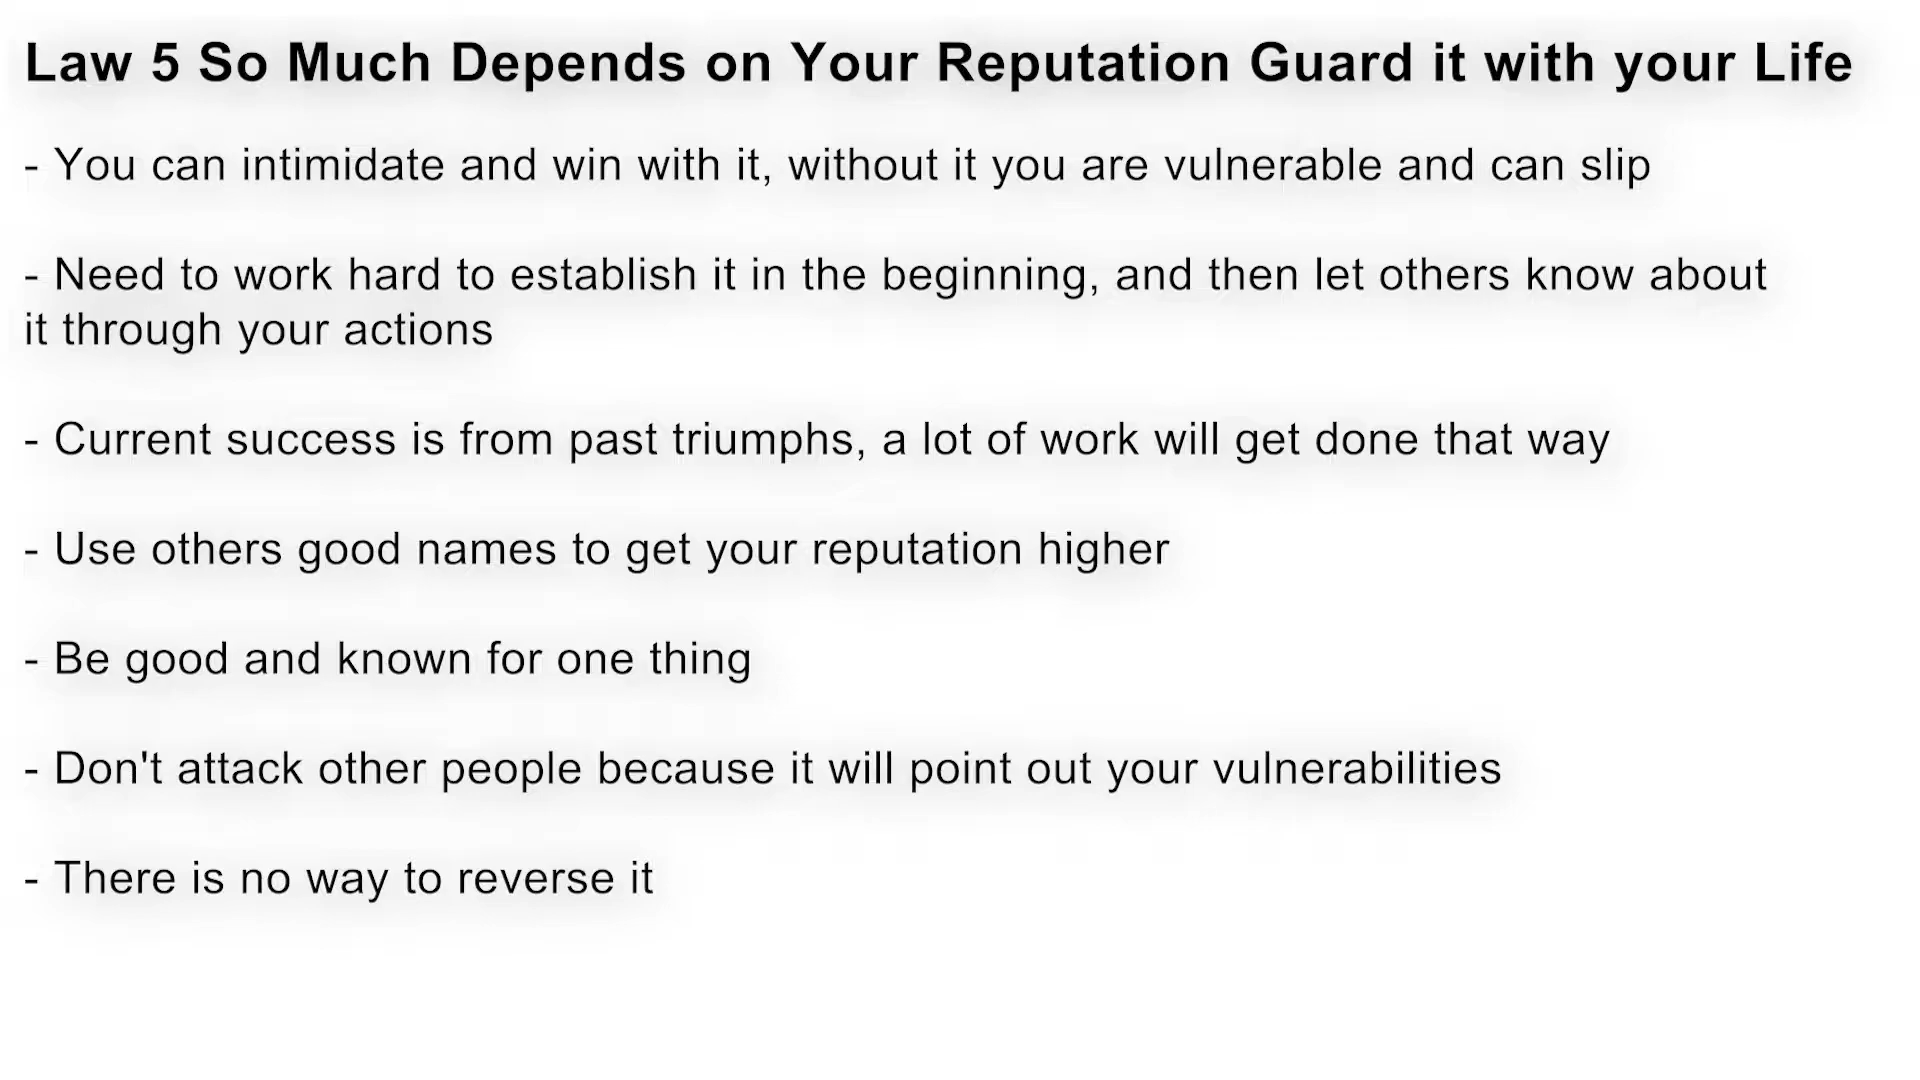 Law 5 So Much Depends on Your Reputation Guard it with your Life
- You can intimidate and win with it, without it you are vulnerable and can slip
- Need to work hard to establish it in the beginning, and then let others know about
it through your actions
- Current success is from past triumphs, a lot of work will get done that way
- Use others good names to get your reputation higher
- Be good and known for one thing
- Don't attack other people because it will point out your vulnerabilities
- There is no way to reverse it